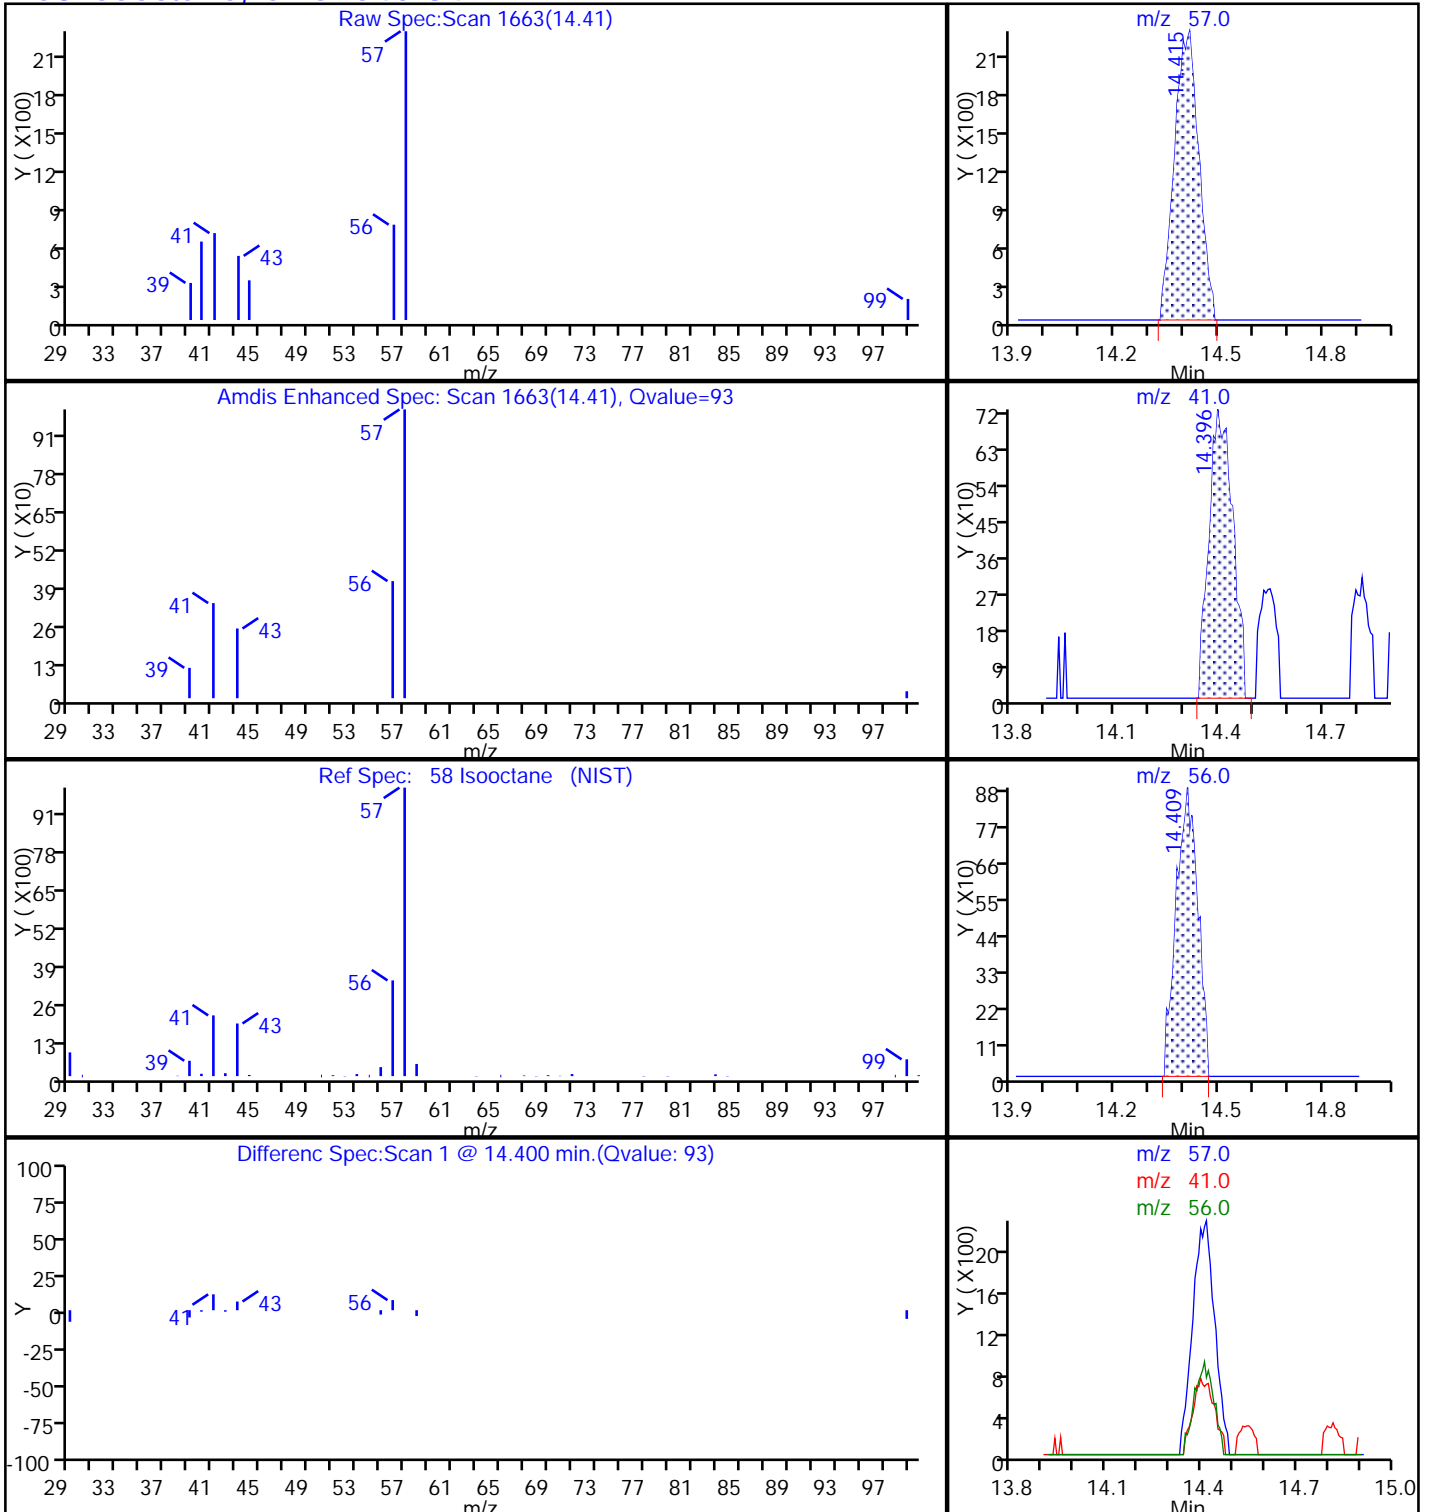 Raw Spec:Scan 1663(14.41)
Y ( X100)
21
18
15
12
9
6
3
0
57
56
41
43
39
99
29 33 37 41 45 49 53 57 61 65 69 73 77 81 85 89 93 97
m/z
m/z 57.0
Y ( X100)
21
18
15
12
9
6
3
0
14.415
13.9 14.2 14.5 14.8
Min
Amdis Enhanced Spec: Scan 1663(14.41), Qvalue=93
Y ( X10)
91
78
65
52
39
26
13
0
57
56
41
43
39
29 33 37 41 45 49 53 57 61 65 69 73 77 81 85 89 93 97
m/z
m/z 41.0
Y ( X10)
72
63
54
45
36
27
18
9
0
14.396
13.8 14.1 14.4 14.7
Min
Ref Spec: 58 Isooctane (NIST)
Y ( X100)
91
78
65
52
39
26
13
0
57
56
41
43
39
99
29 33 37 41 45 49 53 57 61 65 69 73 77 81 85 89 93 97
m/z
m/z 56.0
Y ( X10)
88
77
66
55
44
33
22
11
0
14.409
13.9 14.2 14.5 14.8
Min
Differenc Spec:Scan 1 @ 14.400 min.(Qvalue: 93)
Y
100
75
50
25
0
-25
-50
-75
-100
41
43
56
29 33 37 41 45 49 53 57 61 65 69 73 77 81 85 89 93 97
m/z
m/z 57.0
m/z 41.0
m/z 56.0
Y ( X100)
20
16
12
8
4
0
13.8 14.1 14.4 14.7 15.0
Min